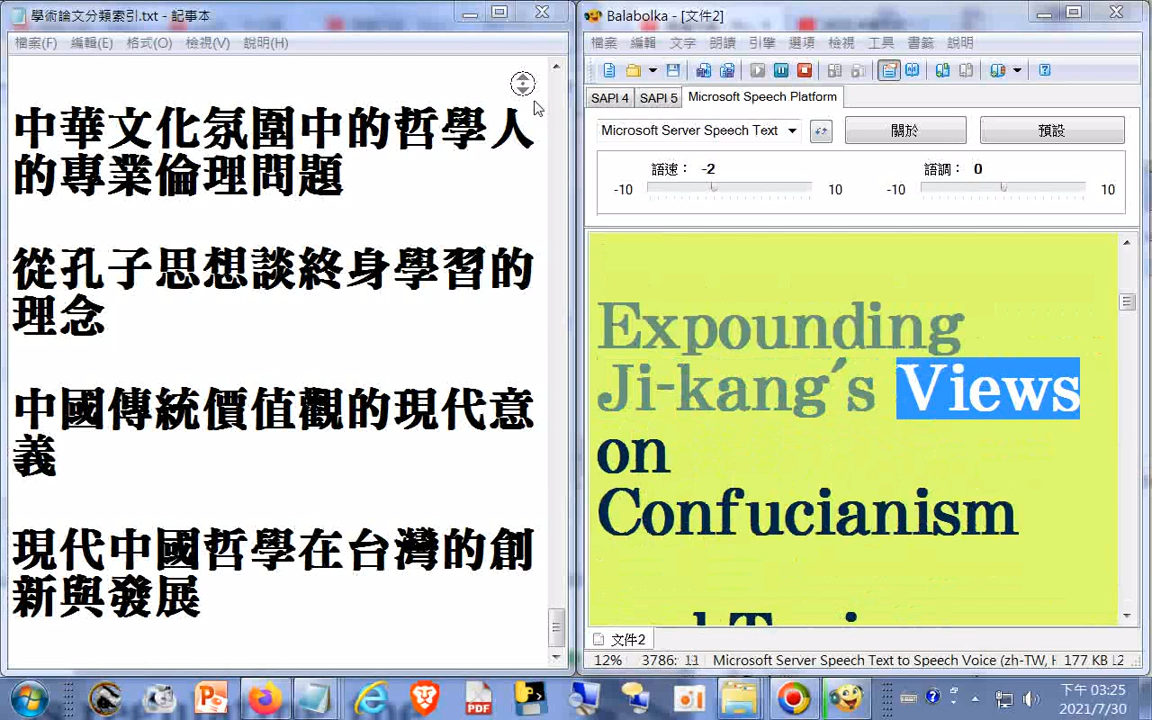 學術論文分類索引.txt - 記事本
檔案(F) 編輯(E) 格式(O) 檢視(V) 說明(H)
中華文化氛圍中的哲學人
的專業倫理問題
從孔子思想談終身學習的
理念
中國傳統價值觀的現代意
義
現代中國哲學在台灣的創
新與發展
Balabolka - [文件2]
檔案 編輯 文字 朗讀 引擎 選項 檢視 工具 書籤 說明
SAPI 4 SAPI 5 Microsoft Speech Platform
Microsoft Server Speech Text 關於 預設
語速： -2 語調： 0
-10 10 -10 10
Expounding
Ji-kang´s Views
on
Confucianism
文件2
12% 3786: 11 Microsoft Server Speech Text to Speech Voice (zh-TW, 177 KB
下午 03:25
2021/7/30